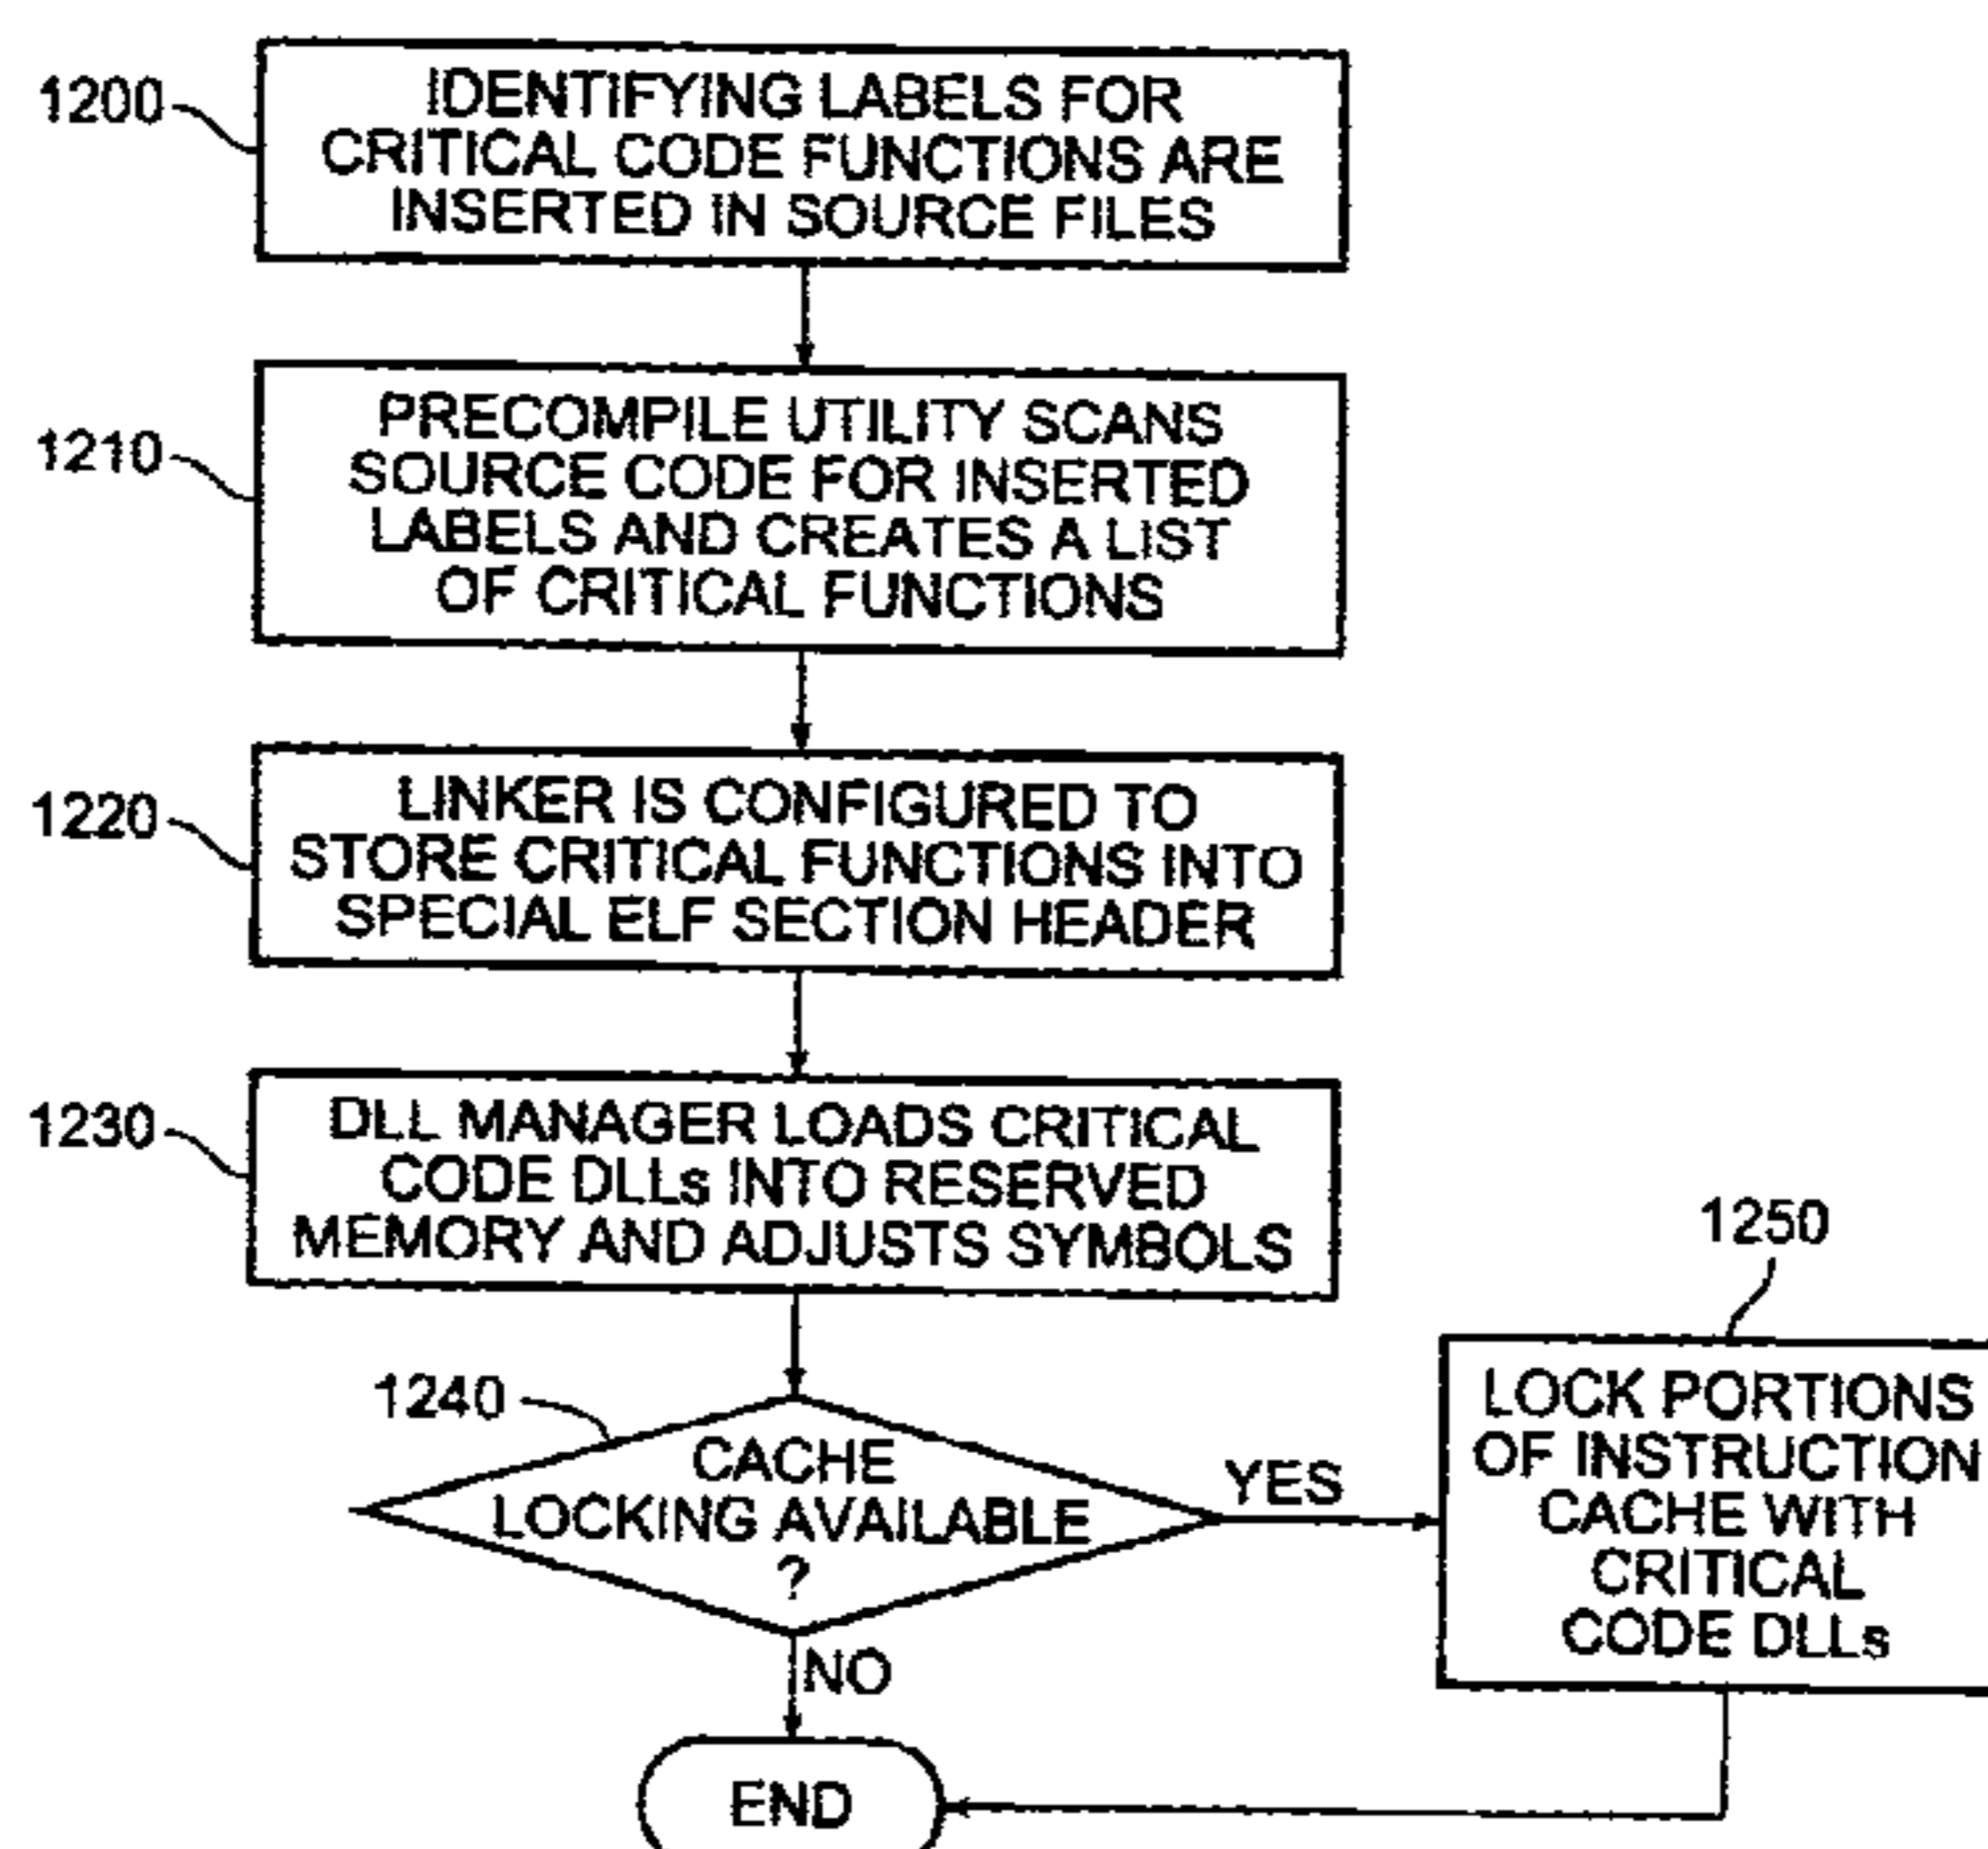 1200
IDENTIFYING LABELS FOR
CRITICAL CODE FUNCTIONS ARE
INSERTED IN SOURCE FILES
1210
PRECOMPILE UTILITY SCANS
SOURCE CODE FOR INSERTED
LABELS AND CREATES A LIST
OF CRITICAL FUNCTIONS
1220
LINKER IS CONFIGURED TO
STORE CRITICAL FUNCTIONS INTO
SPECIAL ELF SECTION HEADER
1230
DLL MANAGER LOADS CRITICAL
CODE DLLs INTO RESERVED
MEMORY AND ADJUSTS SYMBOLS
1240
CACHE
LOCKING AVAILABLE
?
YES
1250
LOCK PORTIONS
OF INSTRUCTION
CACHE WITH
CRITICAL
CODE DLLs
NO
END